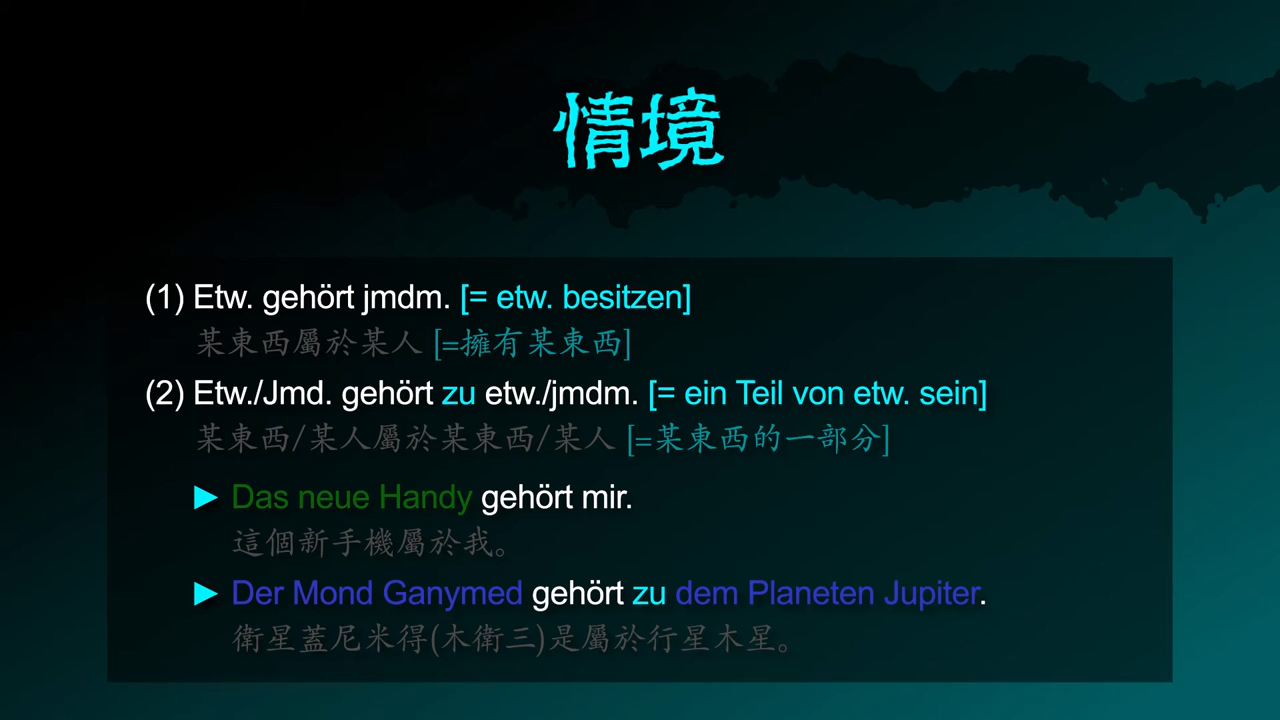 情境
(1) Etw. gehört jmdm. [= etw. besitzen]
某東西屬於某人 [=擁有某東西]
(2) Etw./Jmd. gehört zu etw./jmdm. [= ein Teil von etw. sein]
某東西/某人屬於某東西/某人 [=某東西的一部分]
► Das neue Handy gehört mir.
這個新手機屬於我。
► Der Mond Ganymed gehört zu dem Planeten Jupiter.
衛星蓋尼米得(木衛三)是屬於行星木星。